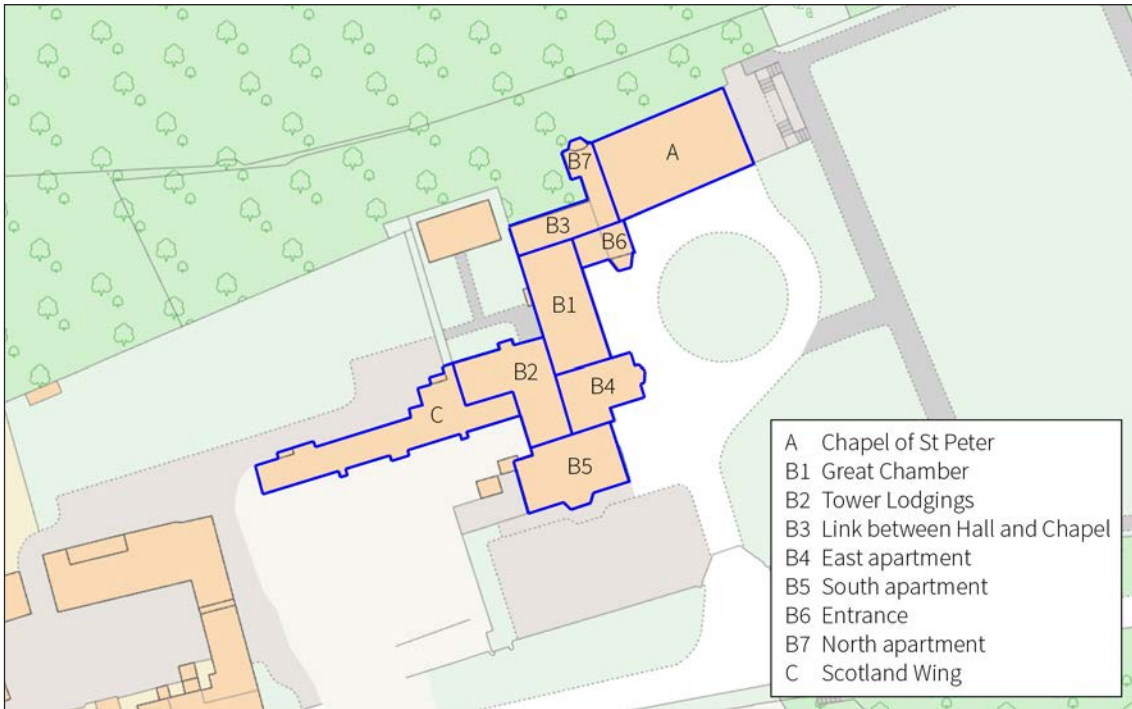 A
B7
B3
B6
B1
B2
B4
C
B5
A Chapel of St Peter
B1 Great Chamber
B2 Tower Lodgings
B3 Link between Hall and Chapel
B4 East apartment
B5 South apartment
B6 Entrance
B7 North apartment
C Scotland Wing